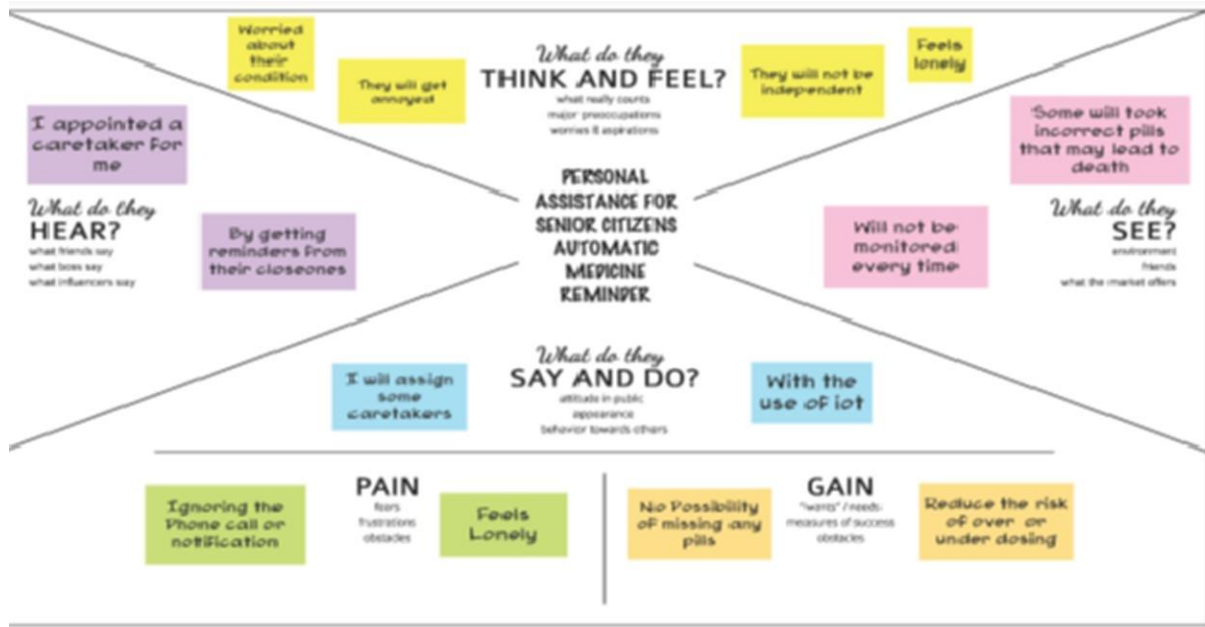 Worried
about
their
condition
They will get
annoyed
What do they
THINK AND FEEL?
what really counts
major preoccupations
worries & aspirations
They will not be
independent
Feels
lonely
I appointed a
caretaker for
me
What do they
HEAR?
what friends say
what boss say
what influencers say
By getting
reminders from
their closeones
PERSONAL
ASSISTANCE FOR
SENIOR CITIZENS
AUTOMATIC
MEDICINE
REMINDER
Some will took
incorrect pills
that may lead to
death
Will not be
monitored
every time
What do they
SEE?
environment
friends
what the market offers
I will assign
some
caretakers
What do they
SAY AND DO?
attitude in public
appearance
behavior towards others
With the
use of iot
Ignoring the
Phone call or
notification
PAIN
fears
frustrations
obstacles
Feels
Lonely
No Possibility
of missing any
pills
GAIN
"wants" / needs
measures of success
obstacles
Reduce the risk
of over or
under dosing